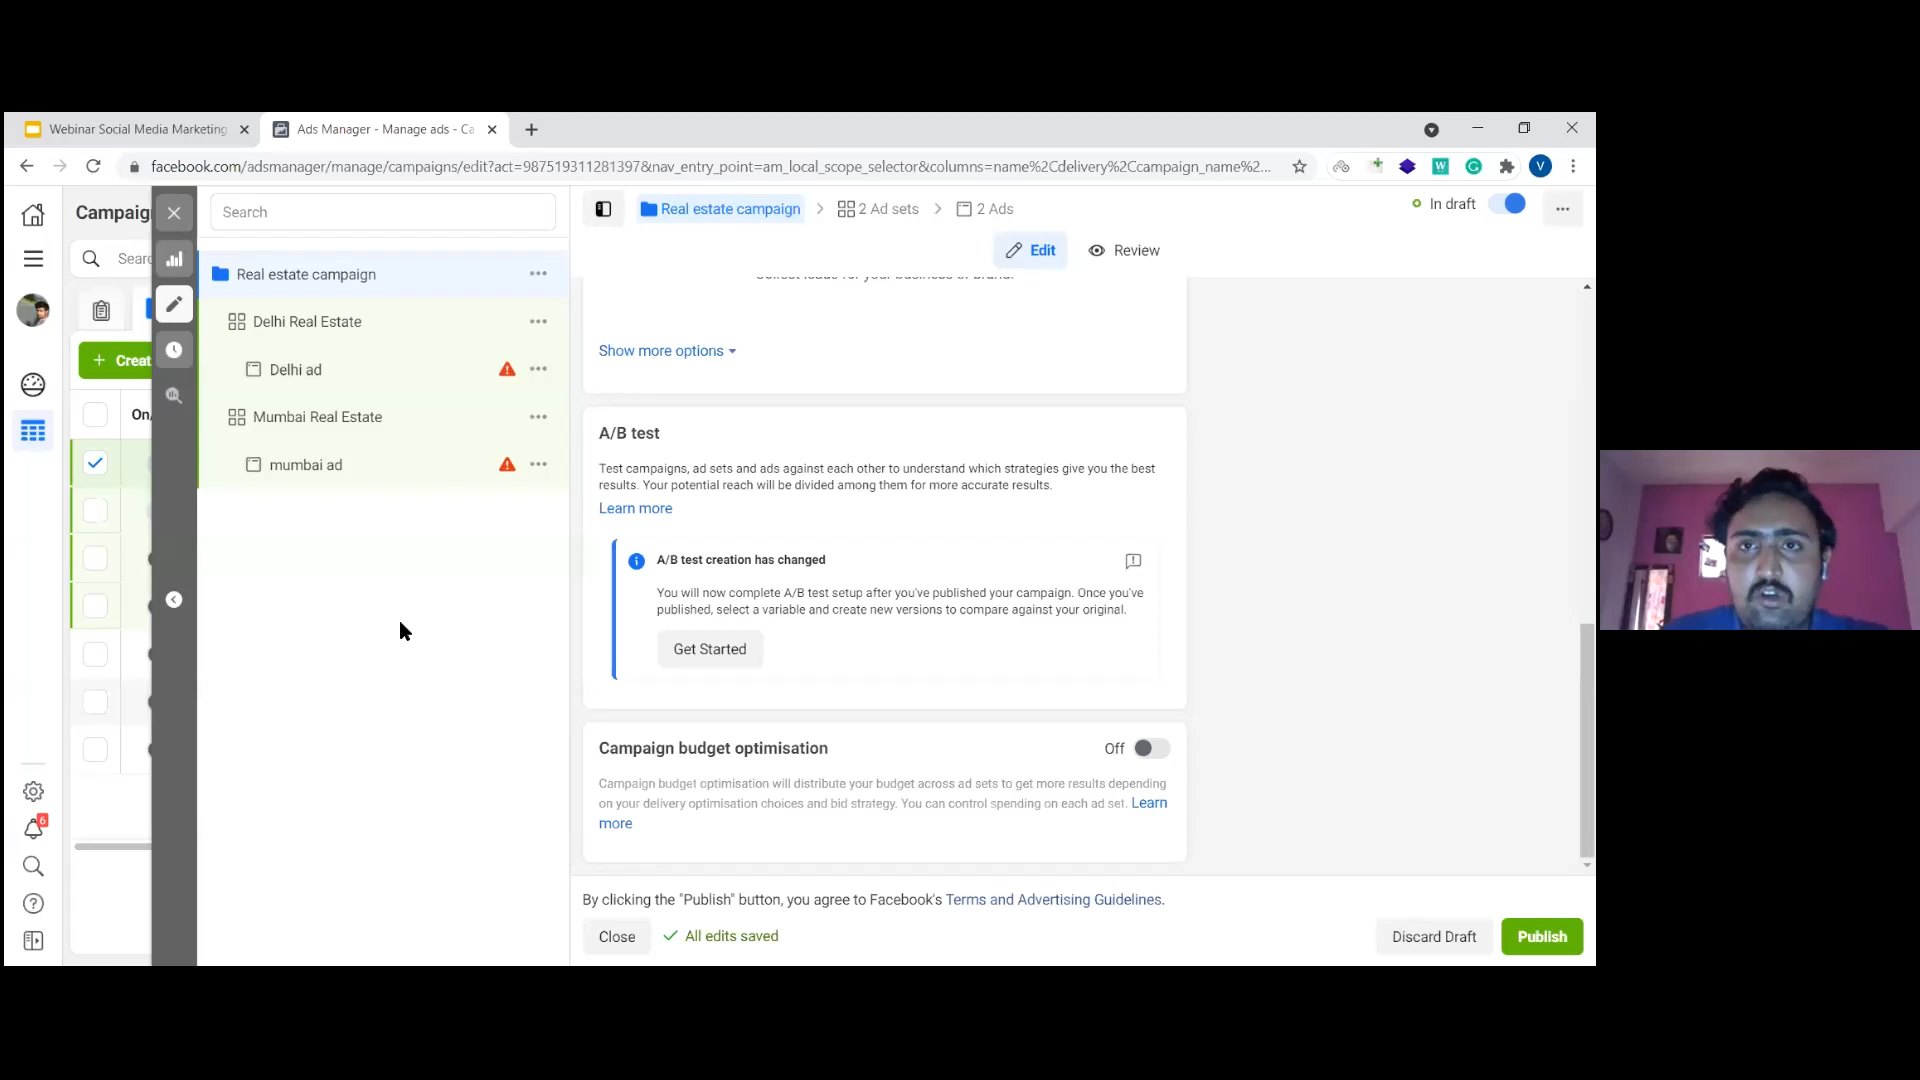 Webinar Social Media Marketing
Ads Manager - Manage ads - Ca
facebook.com/adsmanager/manage/campaigns/edit?act=987519311281397&nav_entry_point=am_local_scope_selector&columns=name%2Cdelivery%2Ccampaign_name%2...
W
G
V
Campaig
Search
Real estate campaign
2 Ad sets
2 Ads
In draft
...
Edit
Review
Sear
Real estate campaign
Delhi Real Estate
Delhi ad
Mumbai Real Estate
mumbai ad
+ Creat
On/
6
Collect leads for your business or brand.
Show more options
A/B test
Test campaigns, ad sets and ads against each other to understand which strategies give you the best
results. Your potential reach will be divided among them for more accurate results.
Learn more
A/B test creation has changed
You will now complete A/B test setup after you've published your campaign. Once you've
published, select a variable and create new versions to compare against your original.
Get Started
Campaign budget optimisation
Off
Campaign budget optimisation will distribute your budget across ad sets to get more results depending
on your delivery optimisation choices and bid strategy. You can control spending on each ad set. Learn
more
By clicking the "Publish" button, you agree to Facebook's Terms and Advertising Guidelines.
Close
All edits saved
Discard Draft
Publish